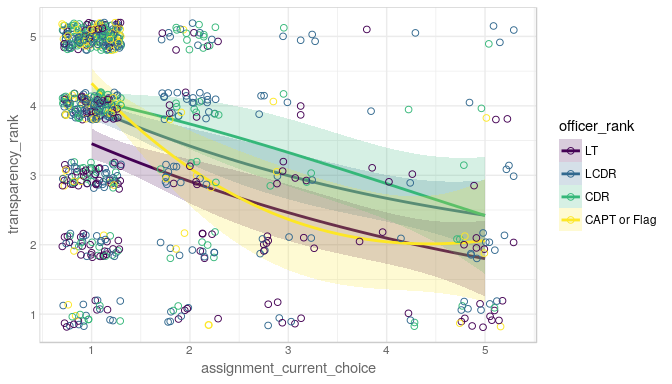 5
4
3
2
1
transparency_rank
1 2 3 4 5
assignment_current_choice
officer_rank
LT
LCDR
CDR
CAPT or Flag